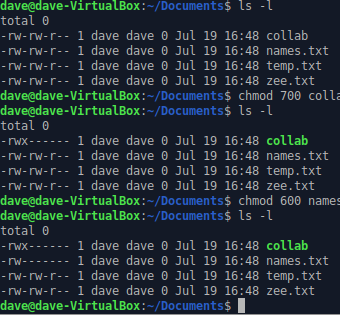 dave@dave-VirtualBox:~/Documents$ ls -l
total 0
-rw-rw-r-- 1 dave dave 0 Jul 19 16:48 collab
-rw-rw-r-- 1 dave dave 0 Jul 19 16:48 names.txt
-rw-rw-r-- 1 dave dave 0 Jul 19 16:48 temp.txt
-rw-rw-r-- 1 dave dave 0 Jul 19 16:48 zee.txt
dave@dave-VirtualBox:~/Documents$ chmod 700 colla
dave@dave-VirtualBox:~/Documents$ ls -l
total 0
-rwx------ 1 dave dave 0 Jul 19 16:48 collab
-rw-rw-r-- 1 dave dave 0 Jul 19 16:48 names.txt
-rw-rw-r-- 1 dave dave 0 Jul 19 16:48 temp.txt
-rw-rw-r-- 1 dave dave 0 Jul 19 16:48 zee.txt
dave@dave-VirtualBox:~/Documents$ chmod 600 names
dave@dave-VirtualBox:~/Documents$ ls -l
total 0
-rwx------ 1 dave dave 0 Jul 19 16:48 collab
-rw------- 1 dave dave 0 Jul 19 16:48 names.txt
-rw-rw-r-- 1 dave dave 0 Jul 19 16:48 temp.txt
-rw-rw-r-- 1 dave dave 0 Jul 19 16:48 zee.txt
dave@dave-VirtualBox:~/Documents$